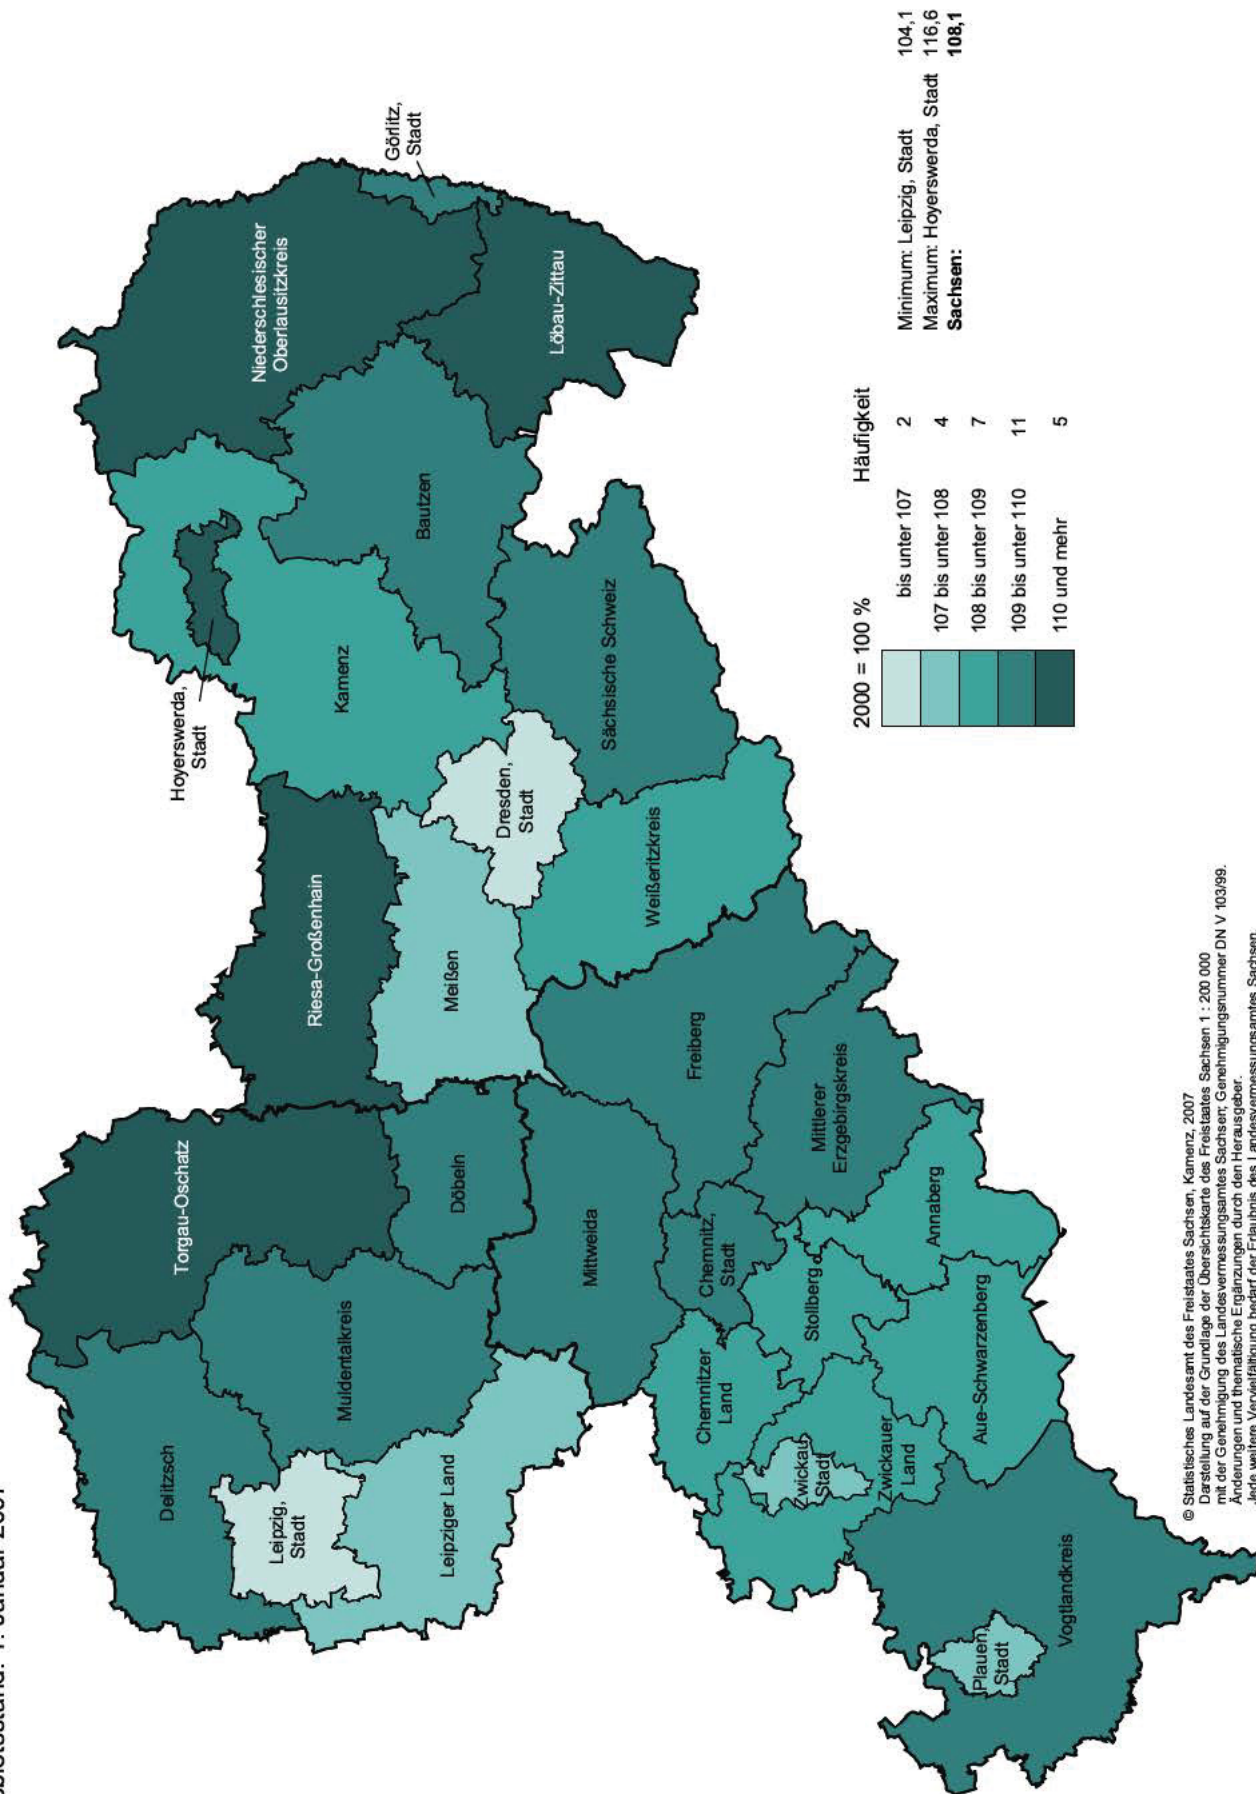 Gebietsstand: 1. Januar 2007
Torgau-Oschatz
Delitzsch
Leipzig,
Stadt
Muldentalkreis
Leipziger Land
Döbeln
Riesa-Großenhain
Meißen
Hoyerswerda,
Stadt
Kamenz
Niederschlesischer
Oberlausitzkreis
Görlitz,
Stadt
Bautzen
Löbau-Zittau
Dresden,
Stadt
Sächsische Schweiz
Weißeritzkreis
Mittweida
Freiberg
Chemnitz,
Stadt
Mittlerer
Erzgebirgskreis
Chemnitzer
Land
Stollberg
Annaberg
Zwickau
Stadt
Zwickauer
Land
Aue-Schwarzenberg
Plauen,
Stadt
Vogtlandkreis
2000 = 100 %
Häufigkeit
bis unter 107 2
107 bis unter 108 4
108 bis unter 109 7
109 bis unter 110 11
110 und mehr 5
Minimum: Leipzig, Stadt 104,1
Maximum: Hoyerswerda, Stadt 116,6
Sachsen: 108,1
© Statistisches Landesamt des Freistaates Sachsen, Kamenz, 2007
Darstellung auf der Grundlage der Übersichtskarte des Freistaates Sachsen 1 : 200 000
mit der Genehmigung des Landesvermessungsamtes Sachsen; Genehmigungsnummer DN V 103/99.
Änderungen und thematische Ergänzungen durch den Herausgeber.
Jede weitere Vervielfältigung bedarf der Erlaubnis des Landesvermessungsamtes Sachsen.